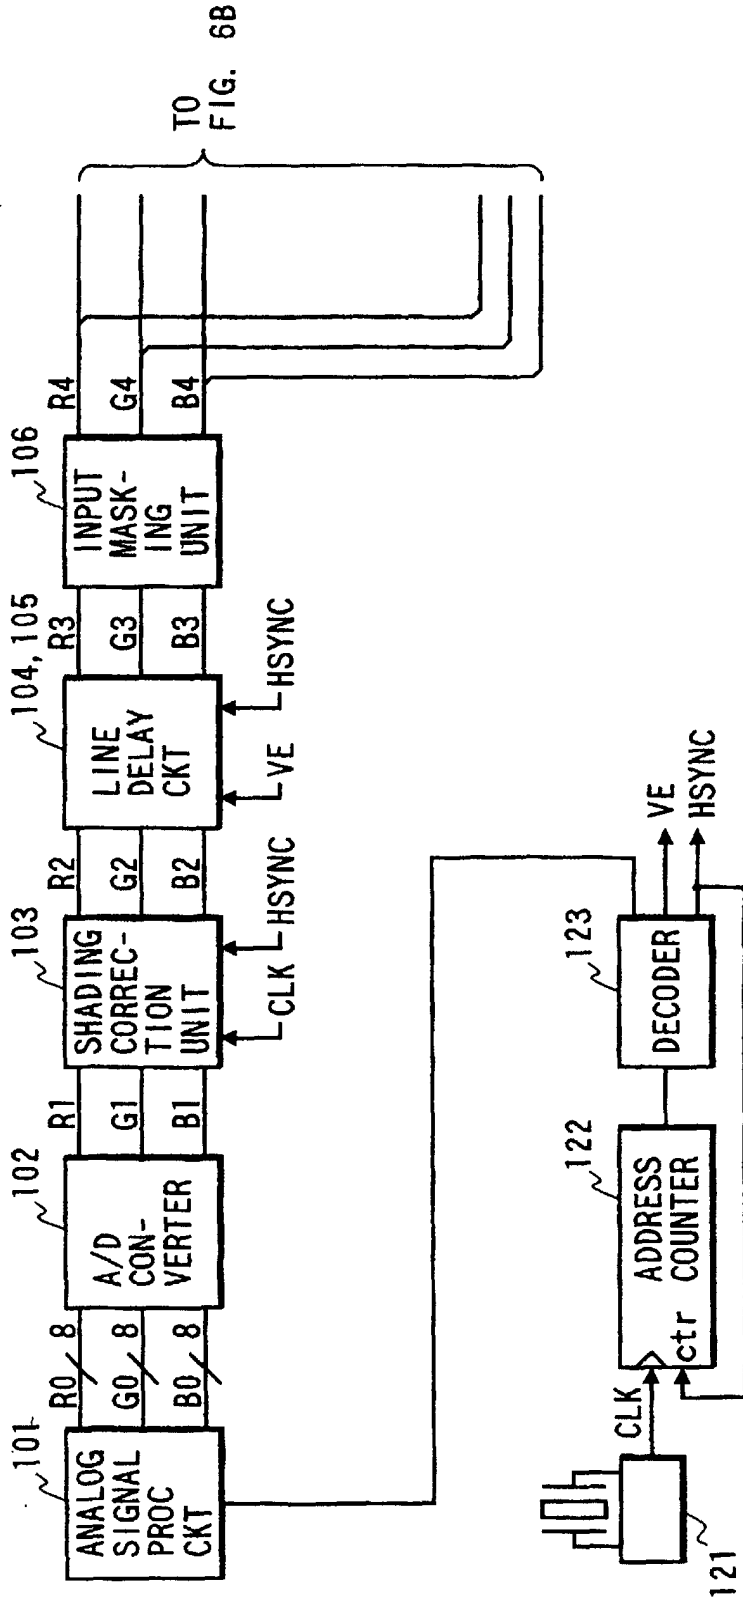 101
ANALOG
SIGNAL
PROC
CKT
R0 8
G0 8
B0 8
102
A/D
CON-
VERTER
R1
G1
B1
103
SHADING
CORREC-
TION
UNIT
CLK
HSYNC
R2
G2
B2
104, 105
LINE
DELAY
CKT
VE
HSYNC
R3
G3
B3
106
INPUT
MASK-
ING
UNIT
R4
G4
B4
TO
FIG. 6B
121
CLK
122
ADDRESS
COUNTER
ctr
123
DECODER
VE
HSYNC